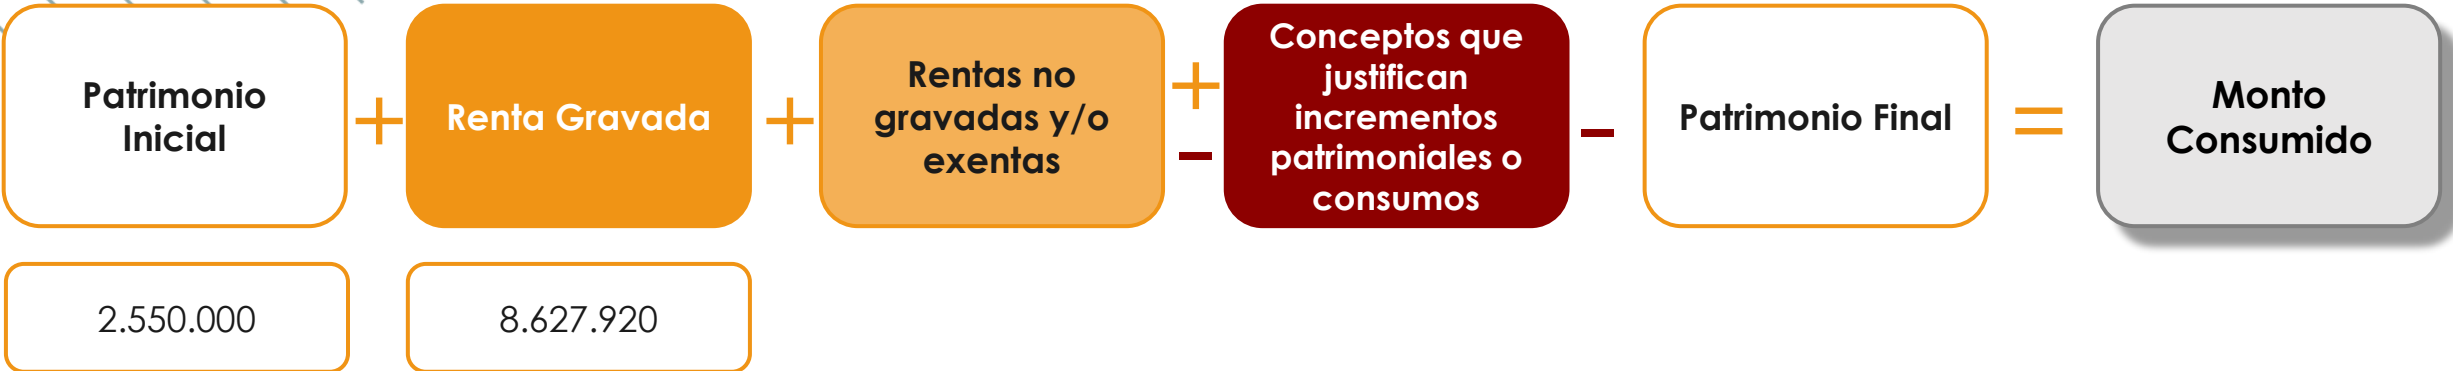 Patrimonio
Inicial
+
Renta Gravada
+
Rentas no
gravadas y/o
exentas
+
-
Conceptos que
justifican
incrementos
patrimoniales o
consumos
-
Patrimonio Final
=
Monto
Consumido
2.550.000
8.627.920